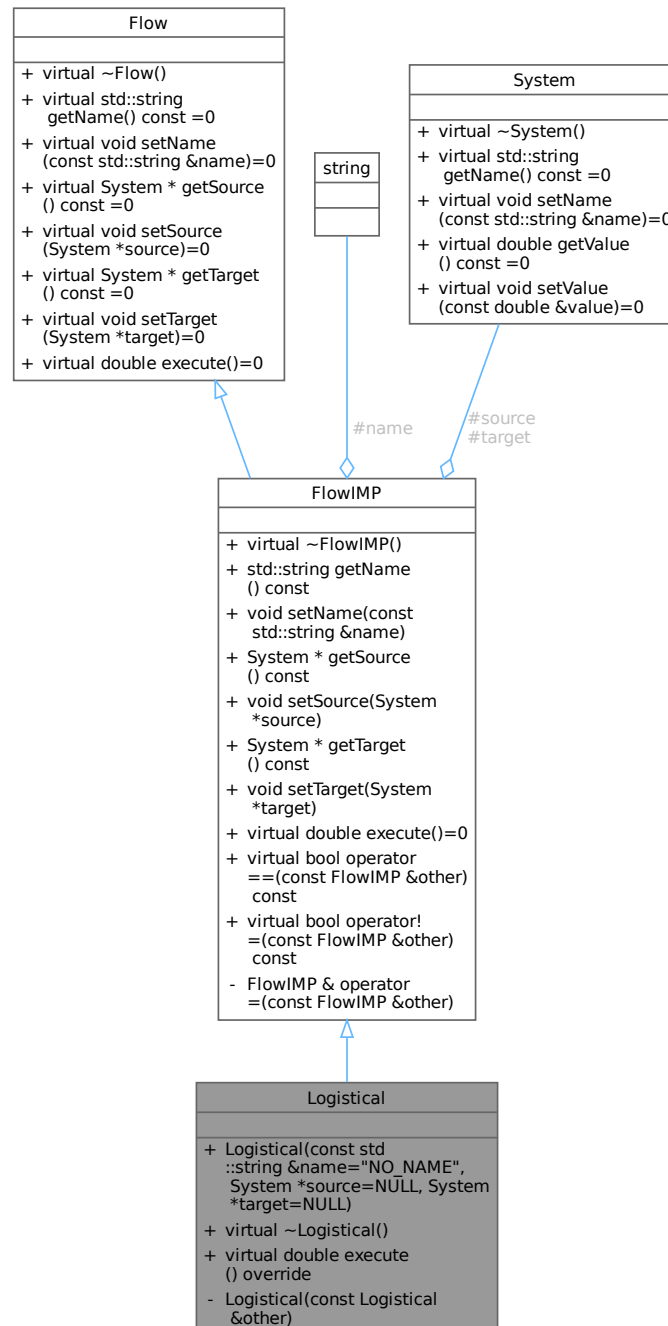 Flow
+ virtual ~Flow()
+ virtual std::string
getName() const =0
+ virtual void setName
(const std::string &name)=0
+ virtual System * getSource
() const =0
+ virtual void setSource
(System *source)=0
+ virtual System * getTarget
() const =0
+ virtual void setTarget
(System *target)=0
+ virtual double execute()=0
string
System
+ virtual ~System()
+ virtual std::string
getName() const =0
+ virtual void setName
(const std::string &name)=0
+ virtual double getValue
() const =0
+ virtual void setValue
(const double &value)=0
#name
#source
#target
FlowIMP
+ virtual ~FlowIMP()
+ std::string getName
() const
+ void setName(const
std::string &name)
+ System * getSource
() const
+ void setSource(System
*source)
+ System * getTarget
() const
+ void setTarget(System
*target)
+ virtual double execute()=0
+ virtual bool operator
==(const FlowIMP &other)
const
+ virtual bool operator!
=(const FlowIMP &other)
const
- FlowIMP & operator
=(const FlowIMP &other)
Logistical
+ Logistical(const std
::string &name="NO_NAME",
System *source=NULL, System
*target=NULL)
+ virtual ~Logistical()
+ virtual double execute
() override
- Logistical(const Logistical
&other)